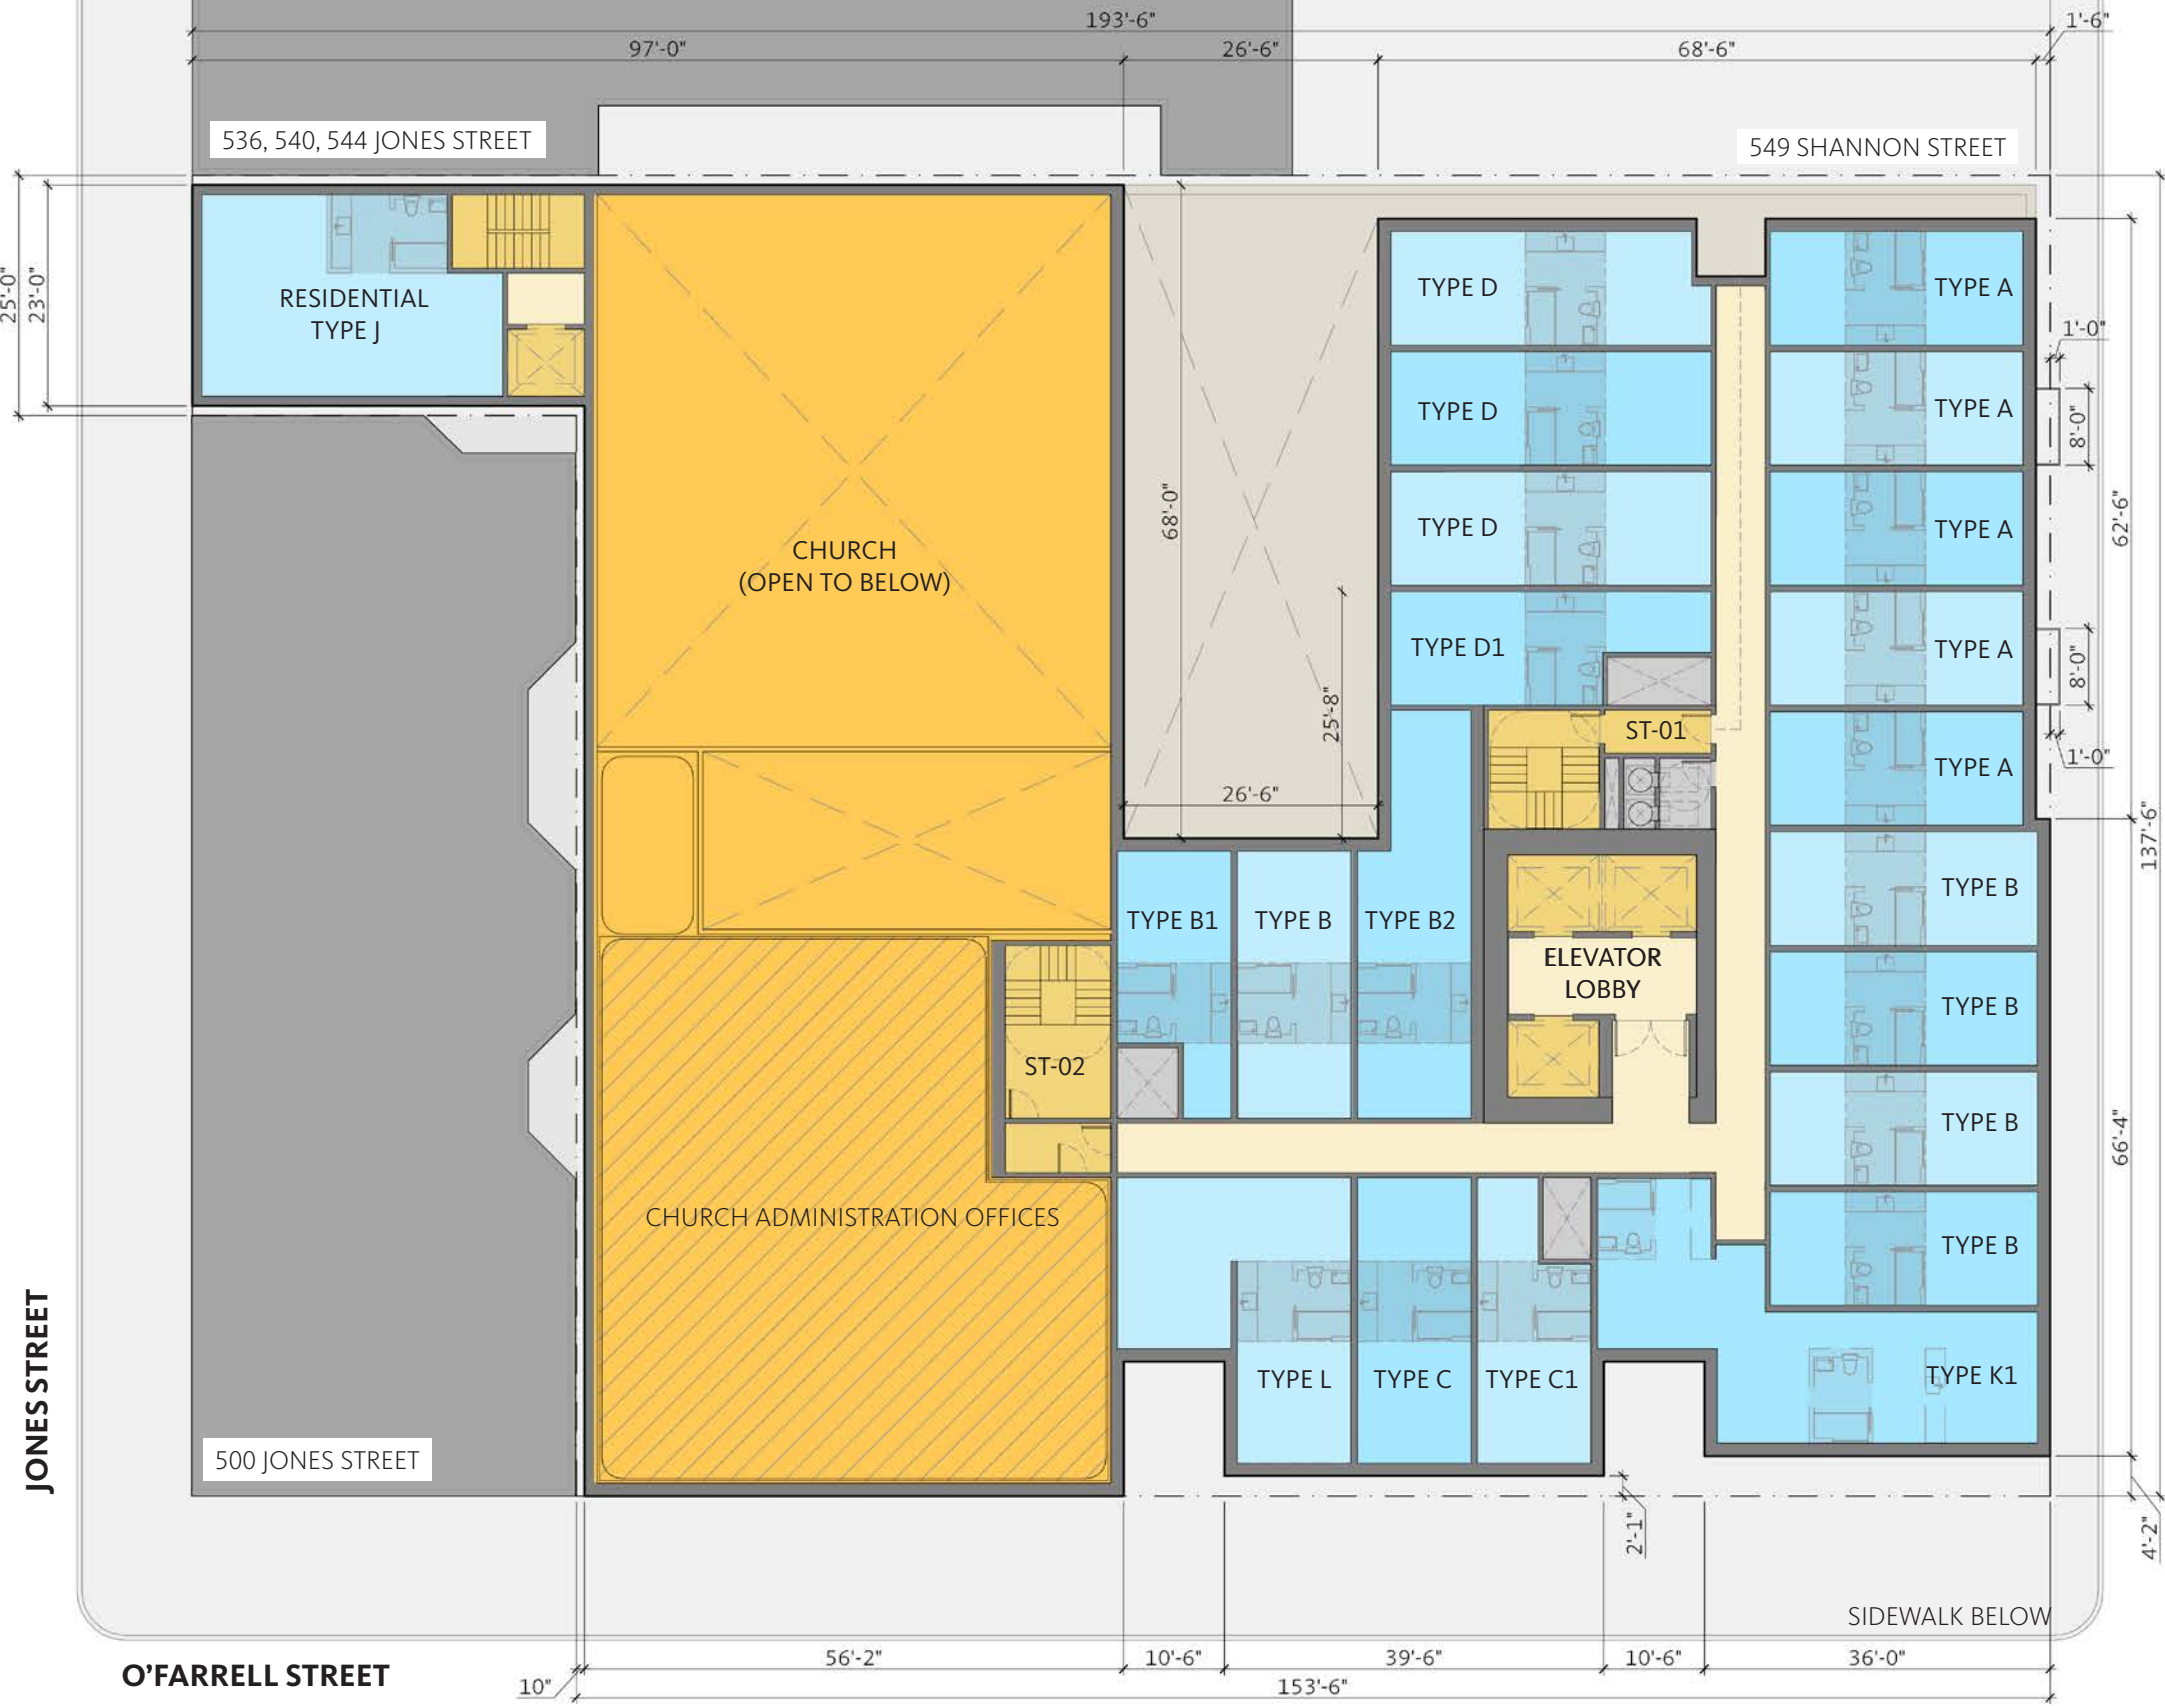 193'-6"
1'-6"
97'-0"
26'-6"
68'-6"
536, 540, 544 JONES STREET
549 SHANNON STREET
25'-0"
23'-0"
RESIDENTIAL
TYPE J
TYPE D
TYPE A
1'-0"
TYPE D
TYPE A
8'-0"
68'-0"
TYPE D
TYPE A
62'-6"
CHURCH
(OPEN TO BELOW)
TYPE D1
TYPE A
8'-0"
25'-8"
ST-01
TYPE A
1'-0"
26'-6"
137'-6"
TYPE B1
TYPE B
TYPE B2
TYPE B
ELEVATOR
LOBBY
TYPE B
ST-02
TYPE B
66'-4"
CHURCH ADMINISTRATION OFFICES
TYPE B
TYPE L
TYPE C
TYPE C1
TYPE K1
JONES STREET
500 JONES STREET
2'-1"
4'-2"
SIDEWALK BELOW
O'FARRELL STREET
56'-2"
10'-6"
39'-6"
10'-6"
36'-0"
10"
153'-6"